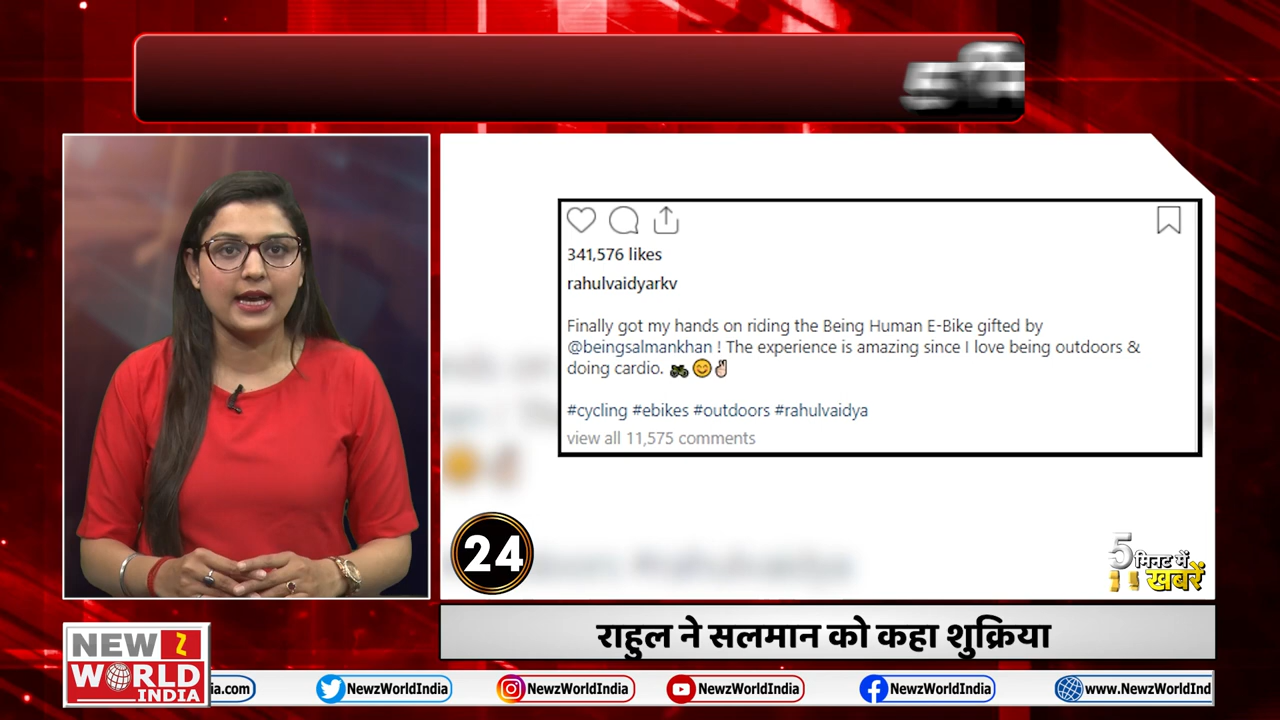 341,576 likes
rahulvaidyarkv
Finally got my hands on riding the Being Human E-Bike gifted by
@beingsalmankhan ! The experience is amazing since I love being outdoors &
doing cardio. 🚜😊✌🏻
#cycling #ebikes #outdoors #rahulvaidya
view all 11,575 comments
24
5
मिनट में
खबरें
राहुल ने सलमान को कहा शुक्रिया
NEWZ
WORLD
INDIA
ia.com
NewzWorldIndia
NewzWorldIndia
NewzWorldIndia
NewzWorldIndia
www.NewzWorldInd